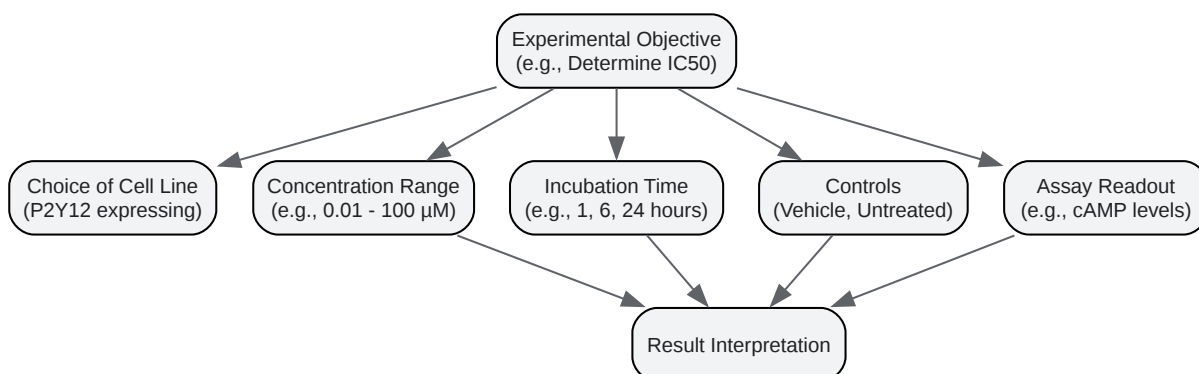 Experimental Objective
(e.g., Determine IC50)
Choice of Cell Line
(P2Y12 expressing)
Concentration Range
(e.g., 0.01 - 100 µM)
Incubation Time
(e.g., 1, 6, 24 hours)
Controls
(Vehicle, Untreated)
Assay Readout
(e.g., cAMP levels)
Result Interpretation